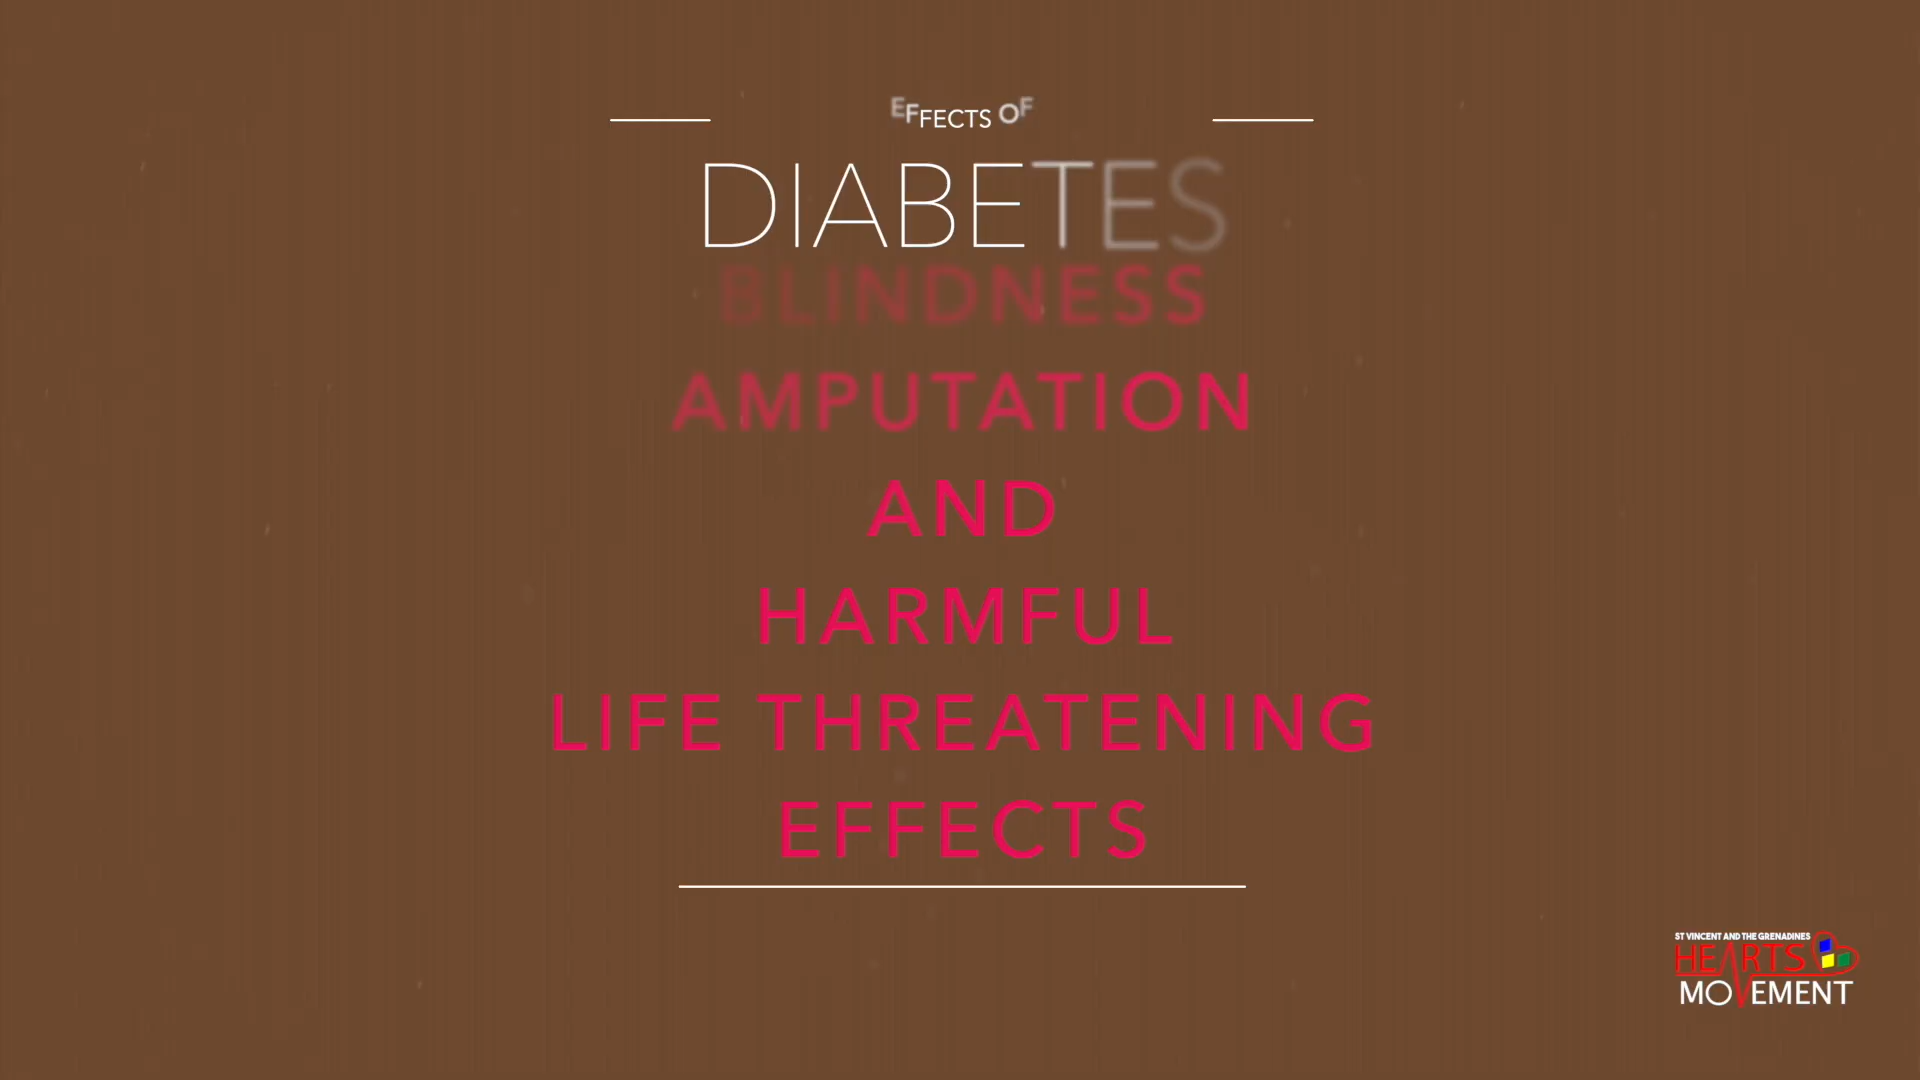 EFFECTS OF
DIABETES
BLINDNESS
AMPUTATION
AND
HARMFUL
LIFE THREATENING
EFFECTS
ST VINCENT AND THE GRENADINES
HEARTS
MOVEMENT